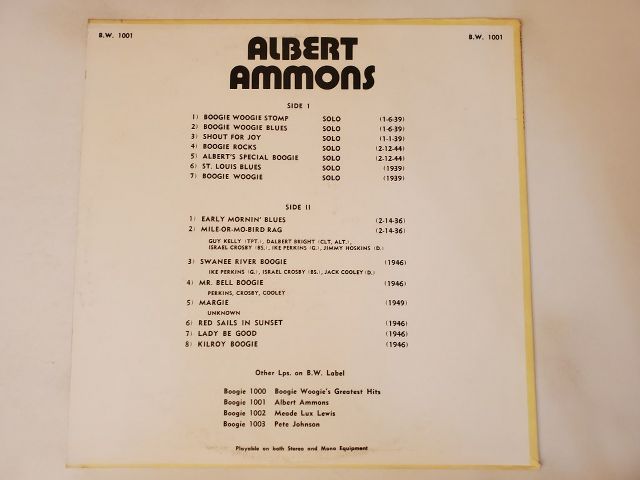 B.W. 1001
B.W. 1001
ALBERT
AMMONS
SIDE I
1) BOOGIE WOOGIE STOMP SOLO (1-6-39)
2) BOOGIE WOOGIE BLUES SOLO (1-6-39)
3) SHOUT FOR JOY SOLO (1-1-39)
4) BOOGIE ROCKS SOLO (2-12-44)
5) ALBERT'S SPECIAL BOOGIE SOLO (2-12-44)
6) ST. LOUIS BLUES SOLO (1939)
7) BOOGIE WOOGIE SOLO (1939)
SIDE II
1) EARLY MORNIN' BLUES (2-14-36)
2) MILE-OR-MO-BIRD RAG (2-14-36)
GUY KELLY (TPT.), DALBERT BRIGHT (CLT, ALT.),
ISRAEL CROSBY (BS.), IKE PERKINS (G.), JIMMY HOSKINS (D.)
3) SWANEE RIVER BOOGIE (1946)
IKE PERKINS (G.), ISRAEL CROSBY (BS.), JACK COOLEY (D.)
4) MR. BELL BOOGIE (1946)
PERKINS, CROSBY, COOLEY
5) MARGIE (1949)
UNKNOWN
6) RED SAILS IN SUNSET (1946)
7) LADY BE GOOD (1946)
8) KILROY BOOGIE (1946)
Other Lps. on B.W. Label
Boogie 1000 Boogie Woogie's Greatest Hits
Boogie 1001 Albert Ammons
Boogie 1002 Meade Lux Lewis
Boogie 1003 Pete Johnson
Playable on both Stereo and Mono Equipment